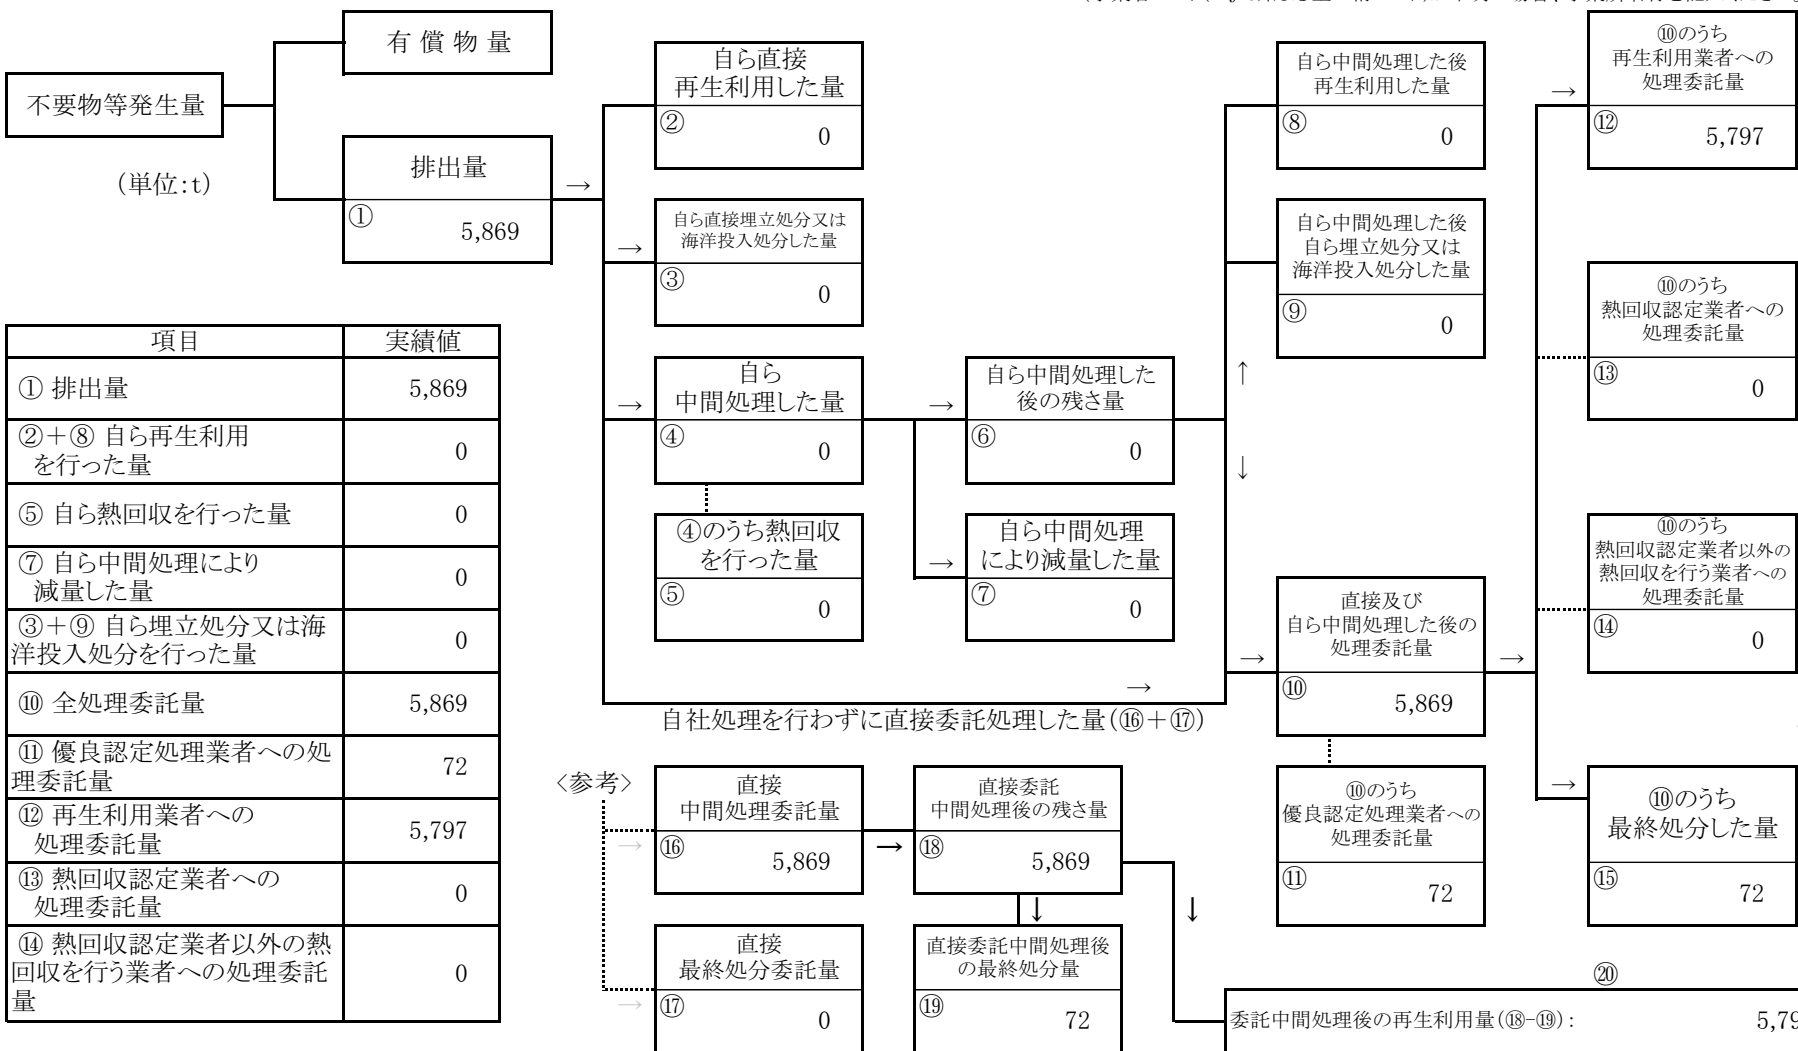 有 償 物 量
不要物等発生量
(単位:t)
排出量
①
5,869
→
自ら直接
再生利用した量
②
0
→
自ら直接埋立処分又は
海洋投入処分した量
③
0
→
自ら
中間処理した量
④
0
④のうち熱回収
を行った量
⑤
0
→
自ら中間処理した
後の残さ量
⑥
0
→
自ら中間処理
により減量した量
⑦
0
自ら中間処理した後
再生利用した量
⑧
0
自ら中間処理した後
自ら埋立処分又は
海洋投入処分した量
⑨
0
↑
↓
→
自社処理を行わずに直接委託処理した量(⑯+⑰)
→
直接及び
自ら中間処理した後の
処理委託量
⑩
5,869
→
⑩のうち
優良認定処理業者への
処理委託量
⑪
72
→
⑩のうち
再生利用業者への
処理委託量
⑫
5,797
⑩のうち
熱回収認定業者への
処理委託量
⑬
0
⑩のうち
熱回収認定業者以外の
熱回収を行う業者への
処理委託量
⑭
0
→
⑩のうち
最終処分した量
⑮
72
項目 実績値
① 排出量 5,869
②+⑧ 自ら再生利用
を行った量 0
⑤ 自ら熱回収を行った量 0
⑦ 自ら中間処理により
減量した量 0
③+⑨ 自ら埋立処分又は海
洋投入処分を行った量 0
⑩ 全処理委託量 5,869
⑪ 優良認定処理業者への処
理委託量 72
⑫ 再生利用業者への
処理委託量 5,797
⑬ 熱回収認定業者への
処理委託量 0
⑭ 熱回収認定業者以外の熱
回収を行う業者への処理委託
量 0
<参考>
→
直接
中間処理委託量
⑯
5,869
→
直接委託
中間処理後の残さ量
⑱
5,869
↓
↓
→
直接
最終処分委託量
⑰
0
直接委託中間処理後
の最終処分量
⑲
72
⑳
委託中間処理後の再生利用量(⑱-⑲):